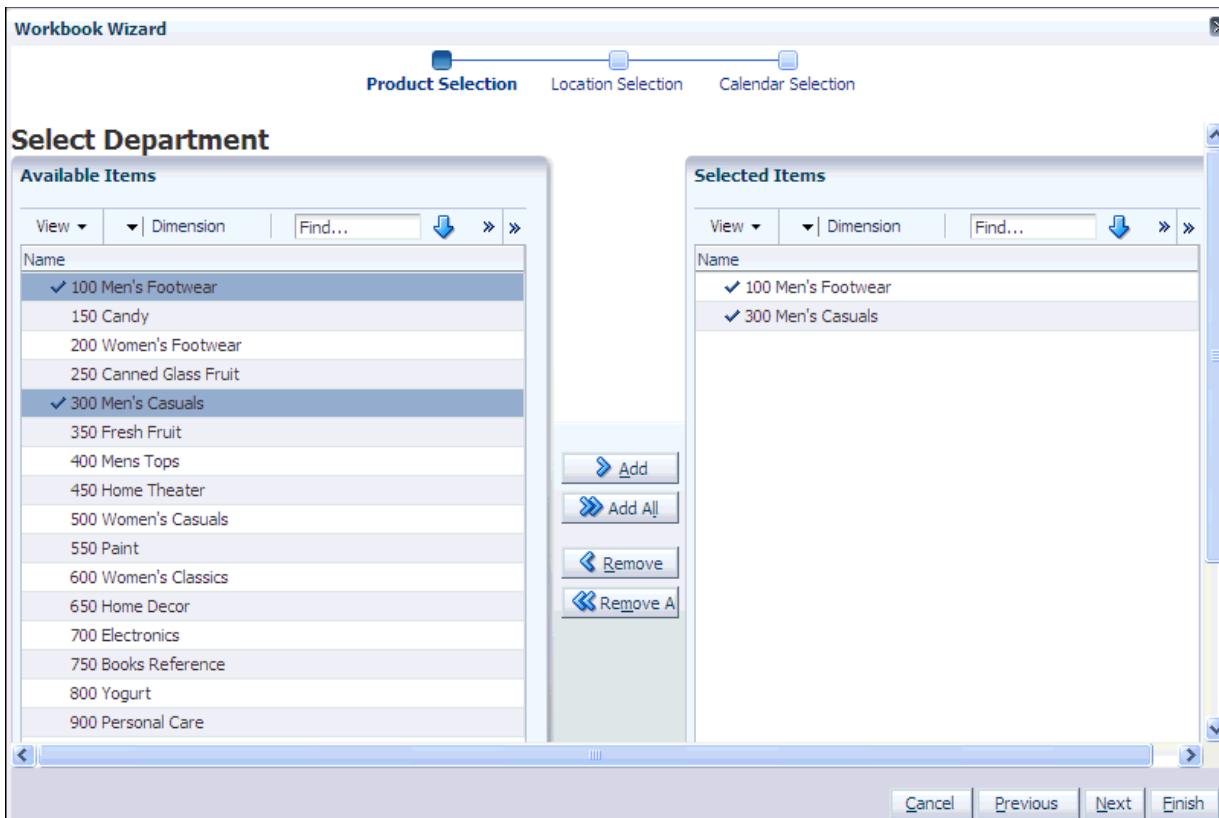 Workbook Wizard
Product Selection Location Selection Calendar Selection
Select Department
Available Items
View Dimension Find...
Name
100 Men's Footwear
150 Candy
200 Women's Footwear
250 Canned Glass Fruit
300 Men's Casuals
350 Fresh Fruit
400 Mens Tops
450 Home Theater
500 Women's Casuals
550 Paint
600 Women's Classics
650 Home Decor
700 Electronics
750 Books Reference
800 Yogurt
900 Personal Care
Add
Add All
Remove
Remove A
Selected Items
View Dimension Find...
Name
100 Men's Footwear
300 Men's Casuals
Cancel Previous Next Finish